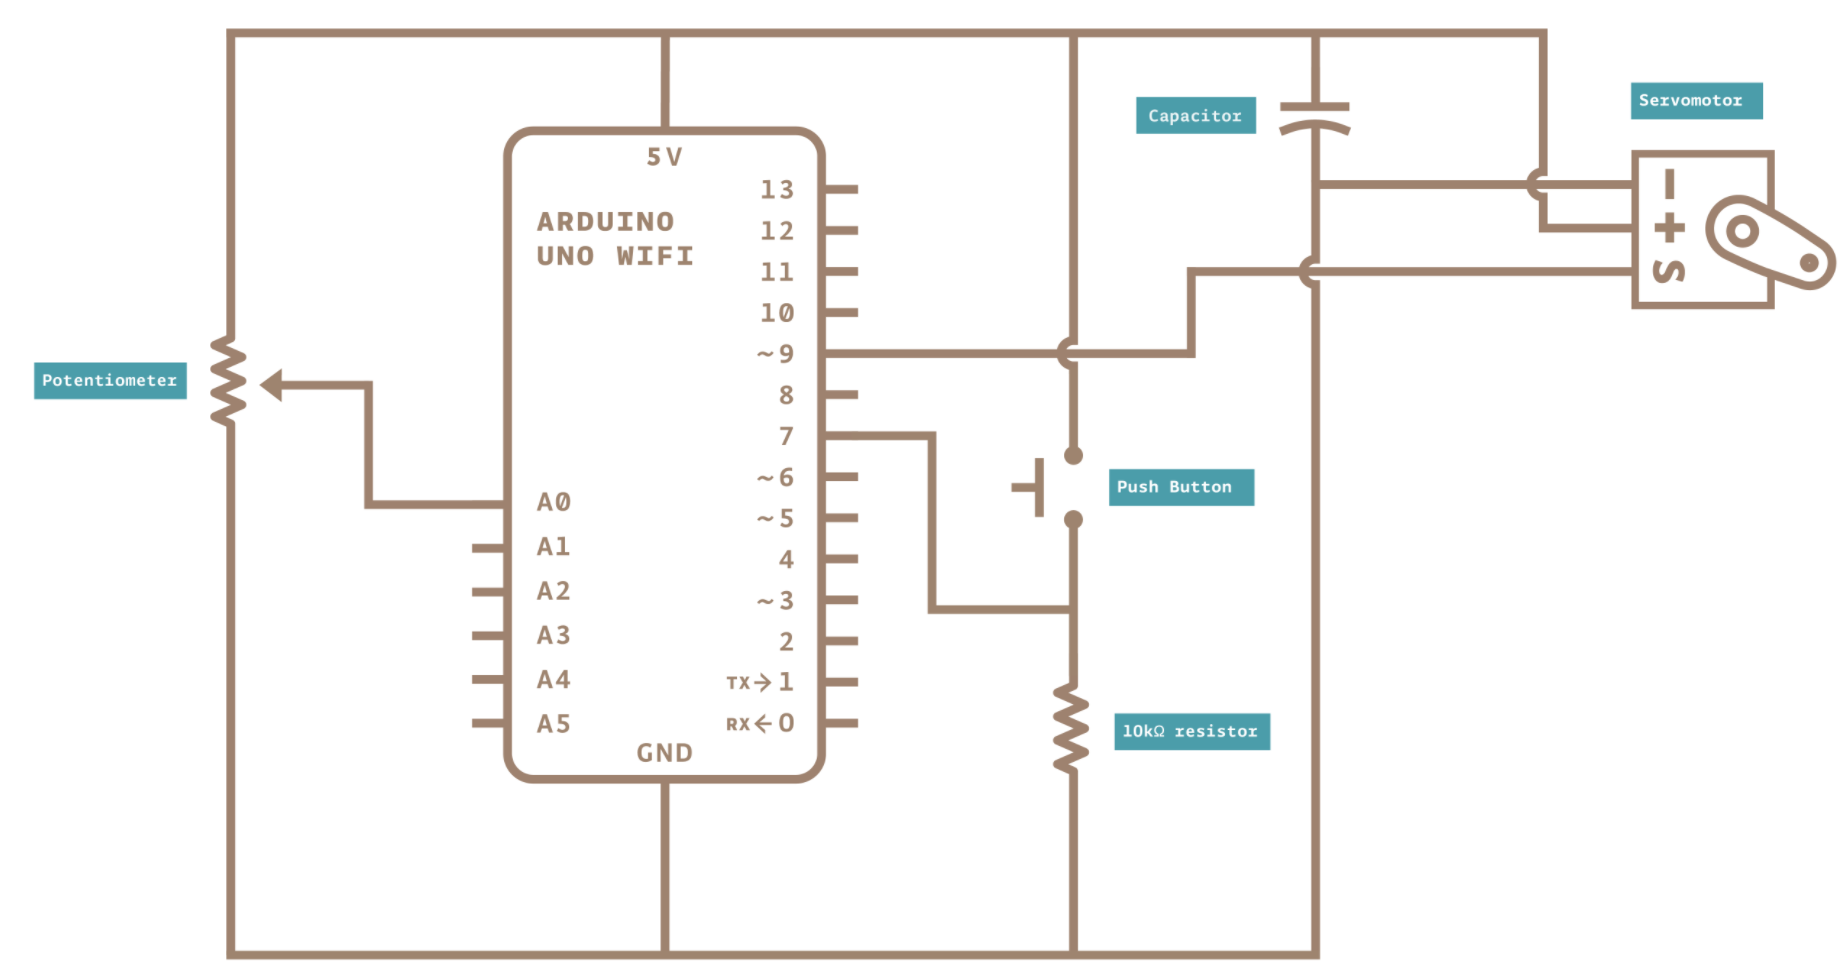 Servomotor
Capacitor
5V
ARDUINO
UNO WIFI
13
12
11
10
~9
8
7
~6
~5
4
~3
2
TX→1
RX←0
−
+
S
Potentiometer
A0
A1
A2
A3
A4
A5
GND
Push Button
10kΩ resistor